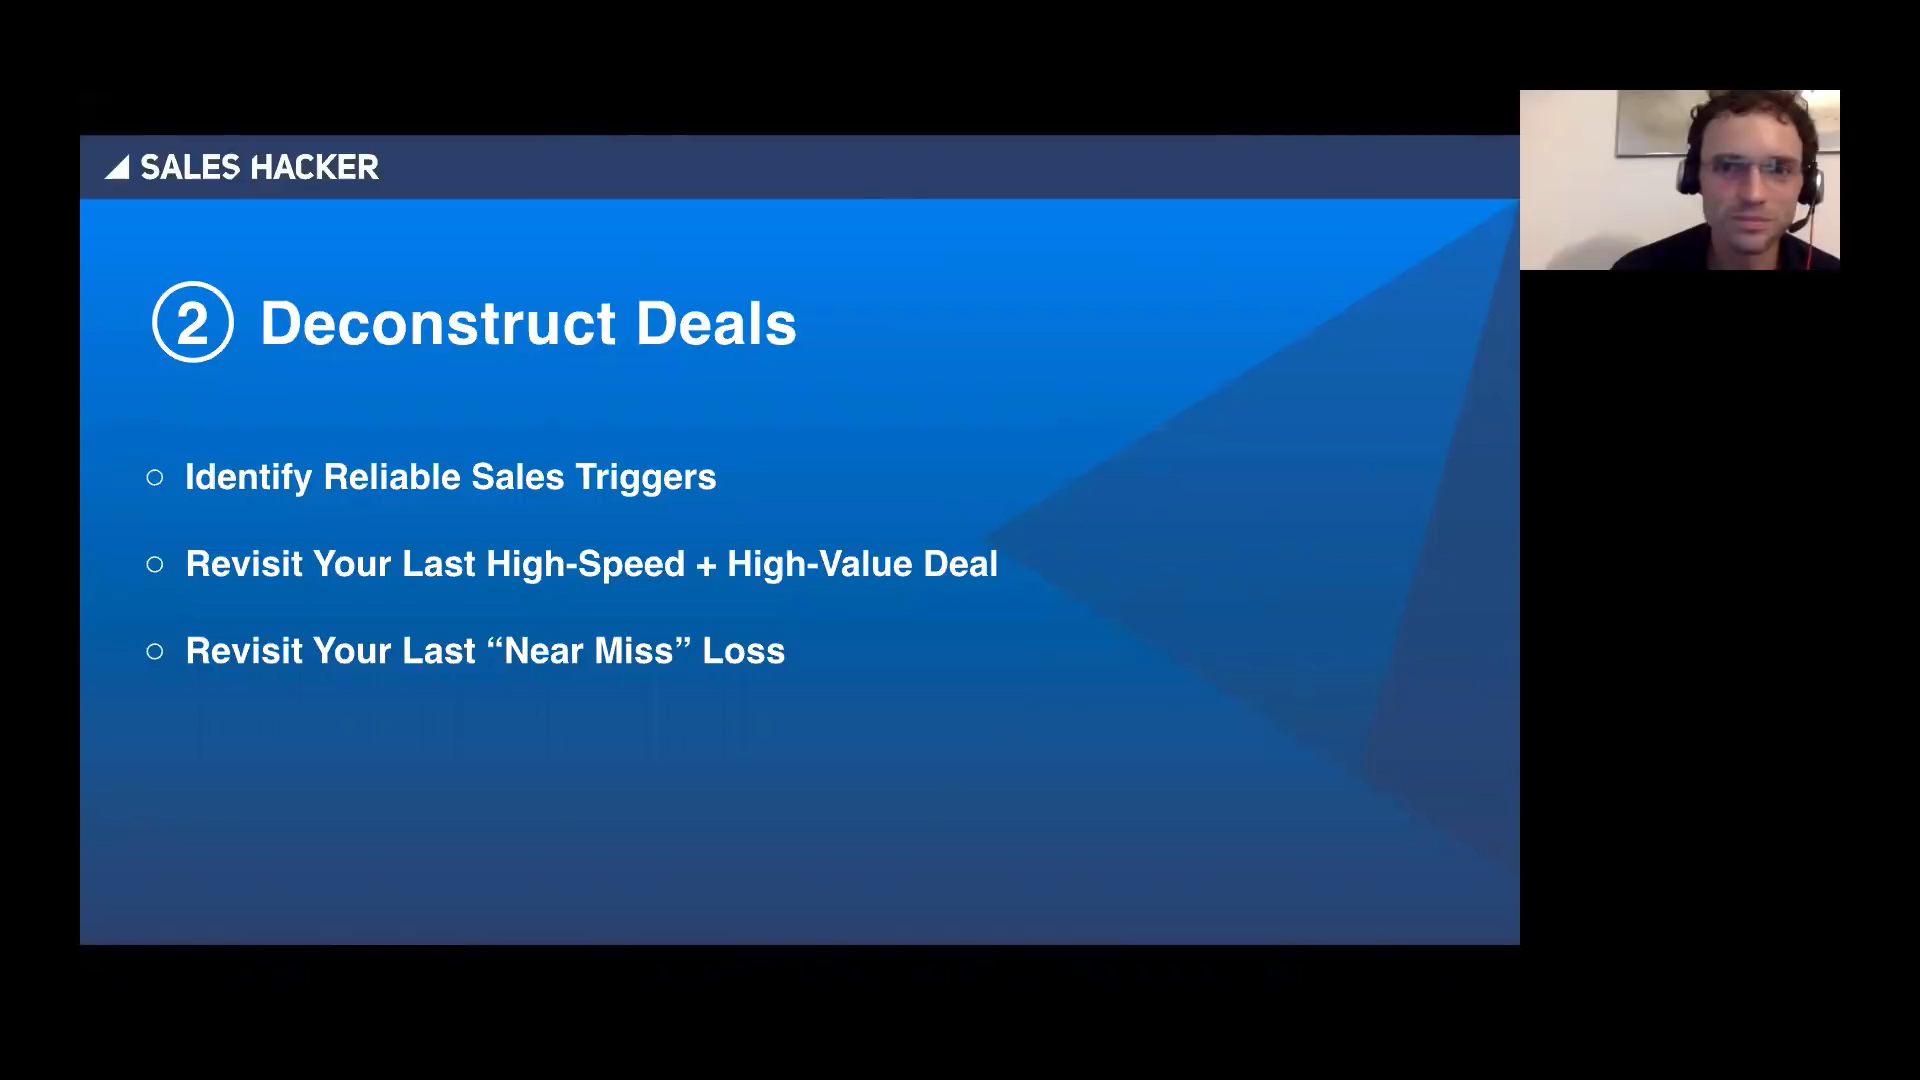 SALES HACKER
2 Deconstruct Deals
Identify Reliable Sales Triggers
Revisit Your Last High-Speed + High-Value Deal
Revisit Your Last “Near Miss” Loss